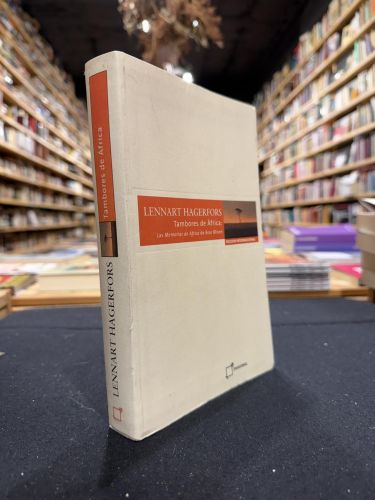 Tambores de África
LENNART HAGERFORS
LENNART HAGERFORS
Tambores de África:
Las Memorias de África de Bror Blixen